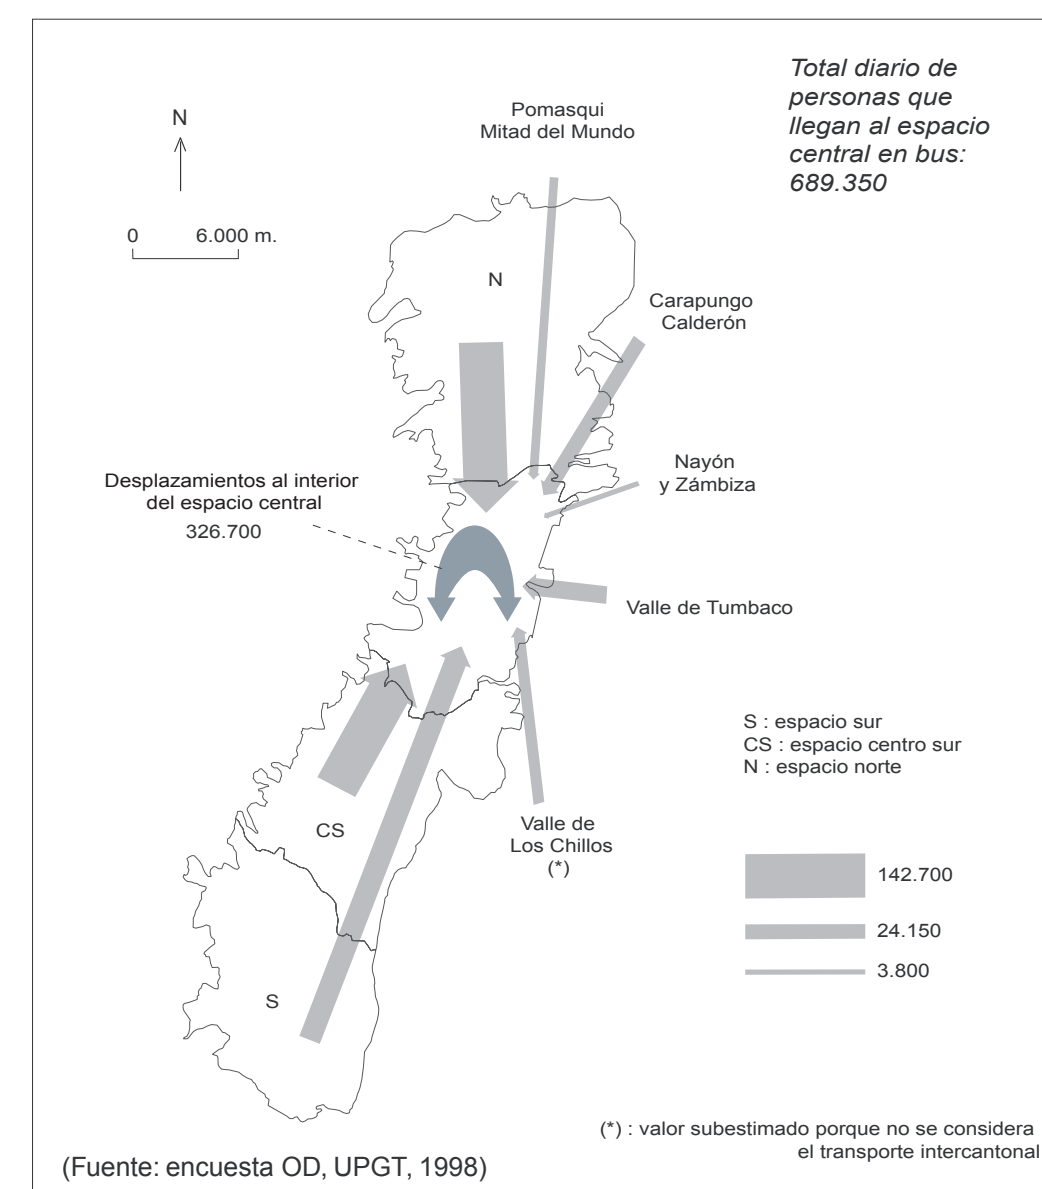 Total diario de
personas que
llegan al espacio
central en bus:
689.350
Pomasqui
Mitad del Mundo
N
0 6.000 m.
N
Carapungo
Calderón
Nayón
y Zámbiza
Desplazamientos al interior
del espacio central
326.700
Valle de Tumbaco
S : espacio sur
CS : espacio centro sur
N : espacio norte
Valle de
Los Chillos
(*)
CS
142.700
24.150
3.800
S
(*) : valor subestimado porque no se considera
el transporte intercantonal
(Fuente: encuesta OD, UPGT, 1998)